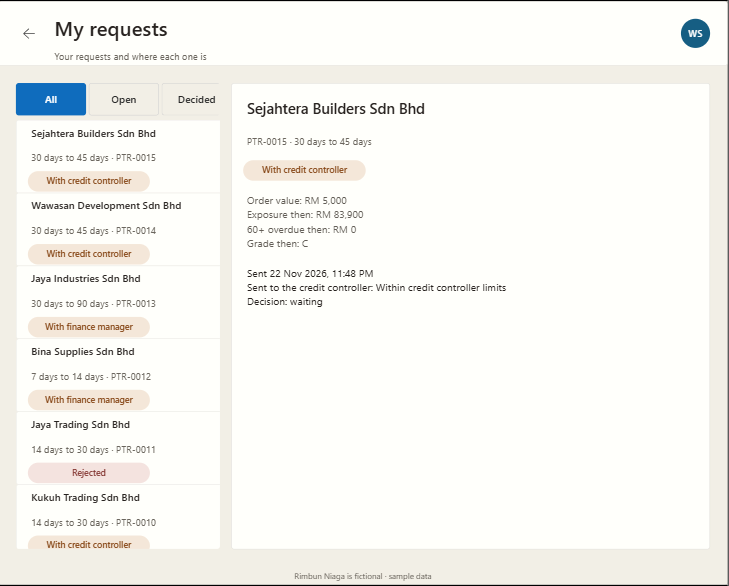 My requests
WS
Your requests and where each one is
All
Open
Decided
Sejahtera Builders Sdn Bhd
30 days to 45 days · PTR-0015
With credit controller
Wawasan Development Sdn Bhd
30 days to 45 days · PTR-0014
With credit controller
Jaya Industries Sdn Bhd
30 days to 90 days · PTR-0013
With finance manager
Bina Supplies Sdn Bhd
7 days to 14 days · PTR-0012
With finance manager
Jaya Trading Sdn Bhd
14 days to 30 days · PTR-0011
Rejected
Kukuh Trading Sdn Bhd
14 days to 30 days · PTR-0010
With credit controller
Sejahtera Builders Sdn Bhd
PTR-0015 · 30 days to 45 days
With credit controller
Order value: RM 5,000
Exposure then: RM 83,900
60+ overdue then: RM 0
Grade then: C
Sent 22 Nov 2026, 11:48 PM
Sent to the credit controller: Within credit controller limits
Decision: waiting
Rimbun Niaga is fictional · sample data